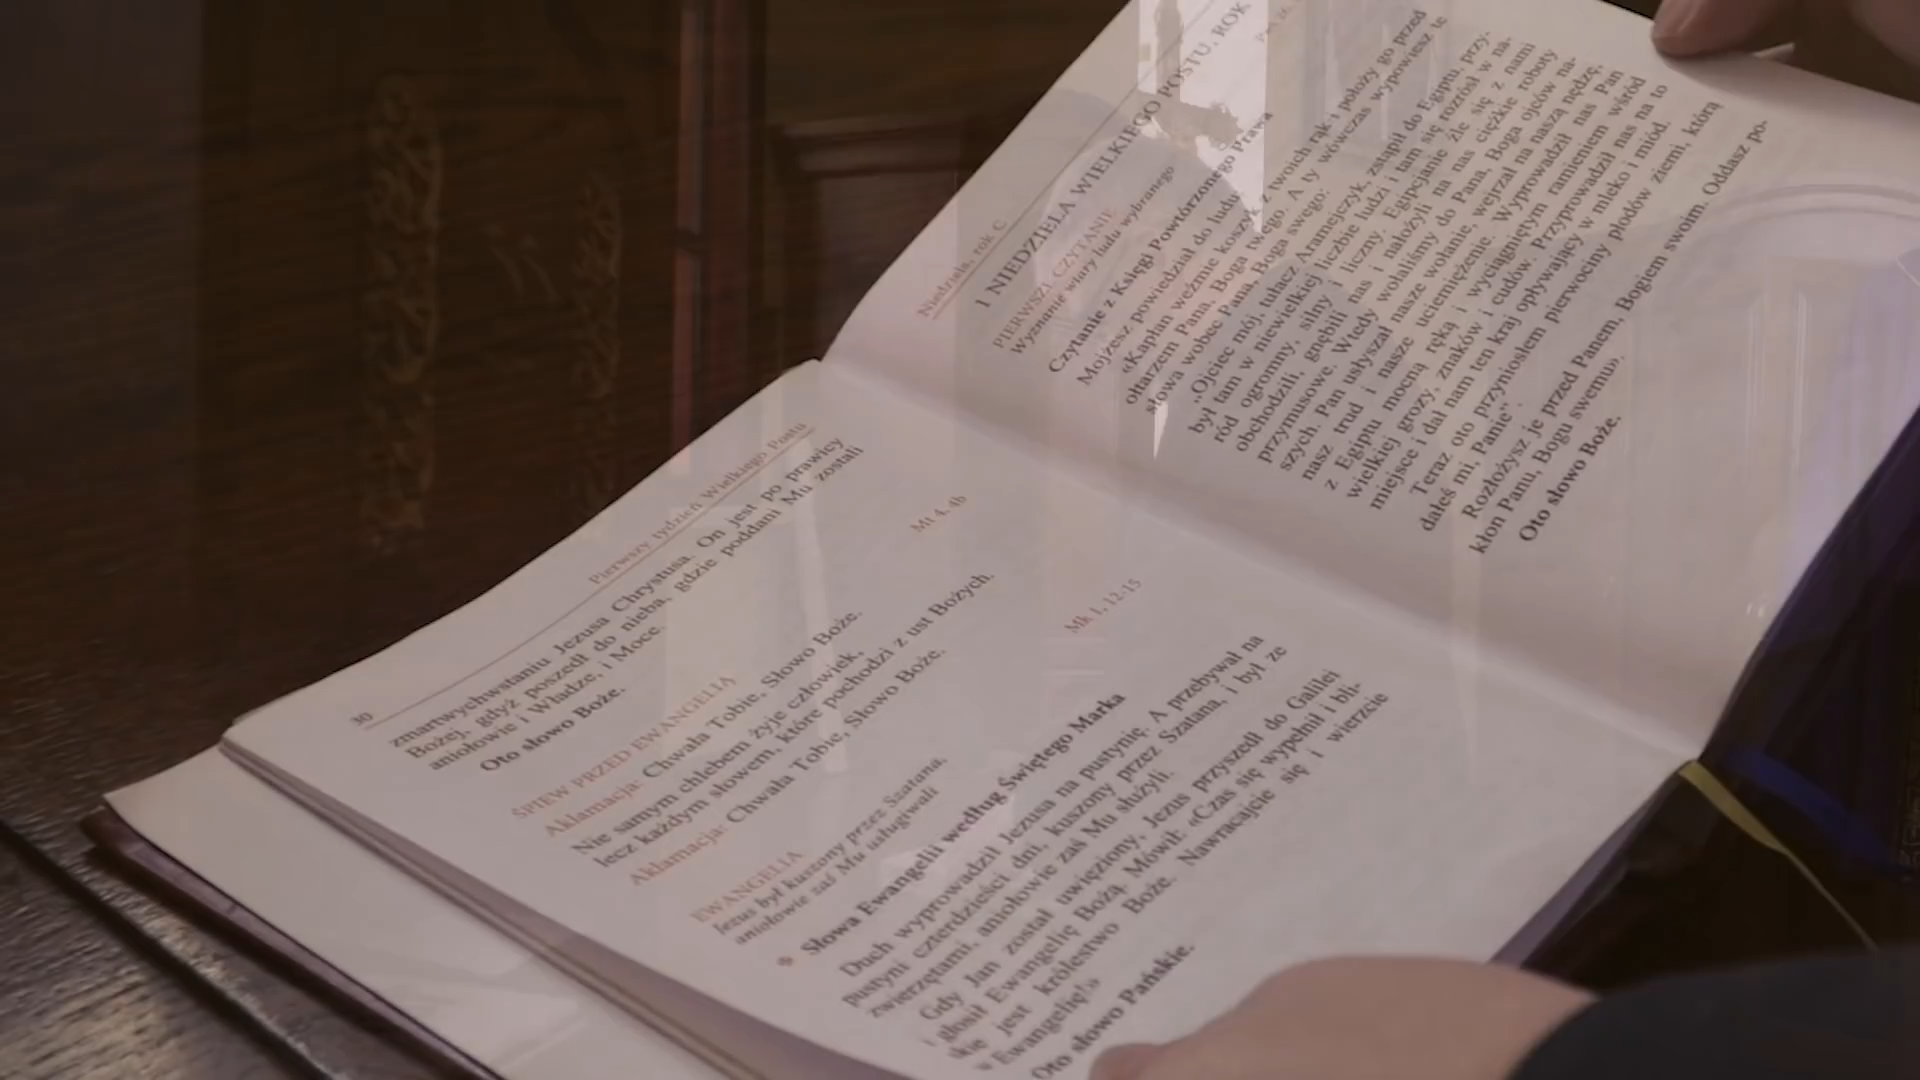 30
Pierwszy tydzień Wielkiego Postu
zmartwychwstaniu Jezusa Chrystusa. On jest po prawicy
Bożej, gdyż poszedł do nieba, gdzie poddani Mu zostali
aniołowie i Władze, i Moce.
Oto słowo Boże.
ŚPIEW PRZED EWANGELIĄ
Mt 4, 4b
Aklamacja: Chwała Tobie, Słowo Boże.
Nie samym chlebem żyje człowiek,
lecz każdym słowem, które pochodzi z ust Bożych.
Aklamacja: Chwała Tobie, Słowo Boże.
EWANGELIA
Mk 1, 12-15
Jezus był kuszony przez Szatana,
aniołowie zaś Mu usługiwali
Słowa Ewangelii według Świętego Marka
Duch wyprowadził Jezusa na pustynię. A przebywał na
pustyni czterdzieści dni, kuszony przez Szatana, i był ze
zwierzętami, aniołowie zaś Mu służyli.
Gdy Jan został uwięziony, Jezus przyszedł do Galilei
i głosił Ewangelię Bożą. Mówił: «Czas się wypełnił i bli-
skie jest królestwo Boże. Nawracajcie się i wierzcie
w Ewangelię!»
Oto słowo Pańskie.
Niedziela, rok C
1 NIEDZIELA WIELKIEGO POSTU, ROK
PIERWSZE CZYTANIE
Wyznanie wiary ludu wybranego
Czytanie z Księgi Powtórzonego Prawa
Mojżesz powiedział do ludu:
«Kapłan weźmie koszyk z twoich rąk i położy go przed
ołtarzem Pana, Boga twego. A ty wówczas wypowiesz te
słowa wobec Pana, Boga swego:
„Ojciec mój, tułacz Aramejczyk, zstąpił do Egiptu, przy-
był tam w niewielkiej liczbie ludzi i tam się rozrósł w na-
ród ogromny, silny i liczny. Egipcjanie źle się z nami
obchodzili, gnębili nas i nałożyli na nas ciężkie roboty
przymusowe. Wtedy wołaliśmy do Pana, Boga ojców na-
szych. Pan usłyszał nasze wołanie, wejrzał na naszą nędzę,
nasz trud i nasze uciemiężenie. Wyprowadził nas Pan
z Egiptu mocną ręką i wyciągniętym ramieniem wśród
wielkiej grozy, znaków i cudów. Przyprowadził nas na to
miejsce i dał nam ten kraj opływający w mleko i miód.
Teraz oto przyniosłem pierwociny płodów ziemi, którą
dałeś mi, Panie”.
Rozłożysz je przed Panem, Bogiem swoim. Oddasz po-
kłon Panu, Bogu swemu».
Oto słowo Boże.